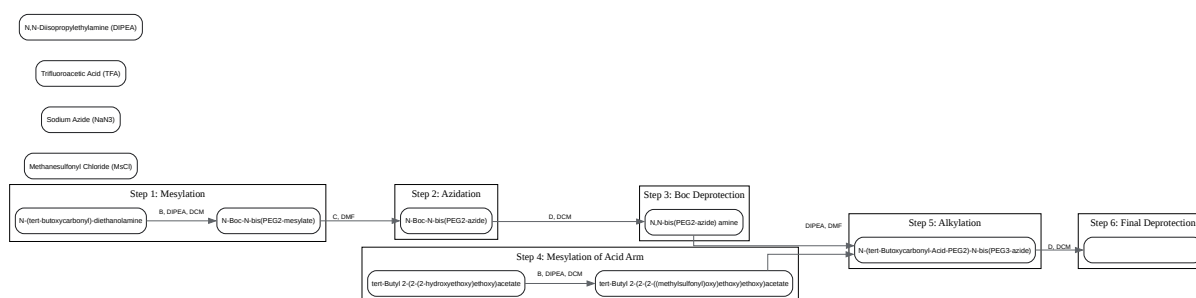 N,N-Diisopropylethylamine (DIPEA)
Trifluoroacetic Acid (TFA)
Sodium Azide (NaN3)
Methanesulfonyl Chloride (MsCl)
Step 1: Mesylation
N-(tert-butoxycarbonyl)-diethanolamine
B, DIPEA, DCM
N-Boc-N-bis(PEG2-mesylate)
C, DMF
Step 2: Azidation
N-Boc-N-bis(PEG2-azide)
D, DCM
Step 3: Boc Deprotection
N,N-bis(PEG2-azide) amine
DIPEA, DMF
Step 4: Mesylation of Acid Arm
tert-Butyl 2-(2-(2-hydroxyethoxy)ethoxy)acetate
B, DIPEA, DCM
tert-Butyl 2-(2-(2-((methylsulfonyl)oxy)ethoxy)ethoxy)acetate
Step 5: Alkylation
N-(tert-Butoxycarbonyl-Acid-PEG2)-N-bis(PEG3-azide)
D, DCM
Step 6: Final Deprotection